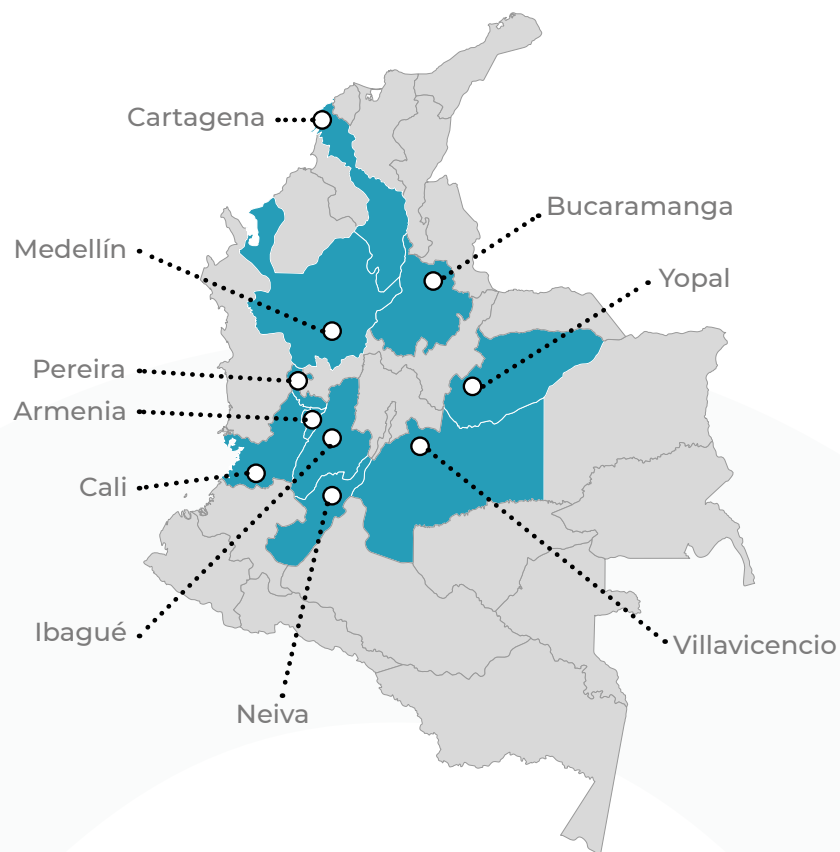 Cartagena
Bucaramanga
Medellín
Yopal
Pereira
Armenia
Cali
Ibagué
Villavicencio
Neiva